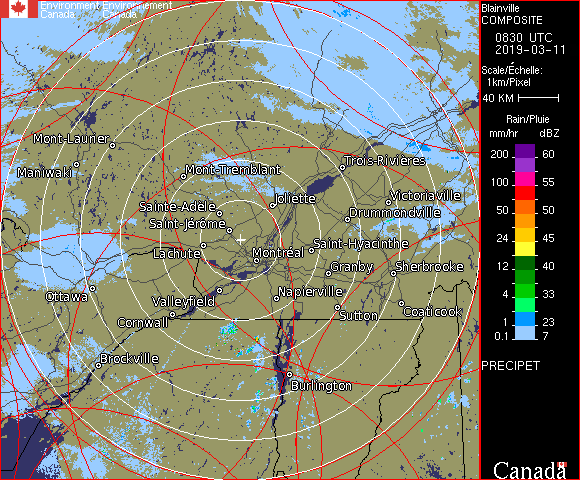 Environment Environnement
Canada Canada
Blainville
COMPOSITE
0830 UTC
2019-03-11
Scale/Échelle:
1km/Pixel
40 KM
Rain/Pluie
mm/hr dBZ
200 60
100 55
50 50
24 45
12 40
4 33
1 23
0.1 7
PRECIPET
Canada
Mont-Laurier
Maniwaki
Mont-Tremblant
Trois-Rivières
Joliette
Victoriaville
Sainte-Adèle
Drummondville
Saint-Jérôme
Saint-Hyacinthe
Lachute
Montréal
Granby
Sherbrooke
Ottawa
Valleyfield
Napierville
Cornwall
Sutton
Coaticook
Brockville
Burlington